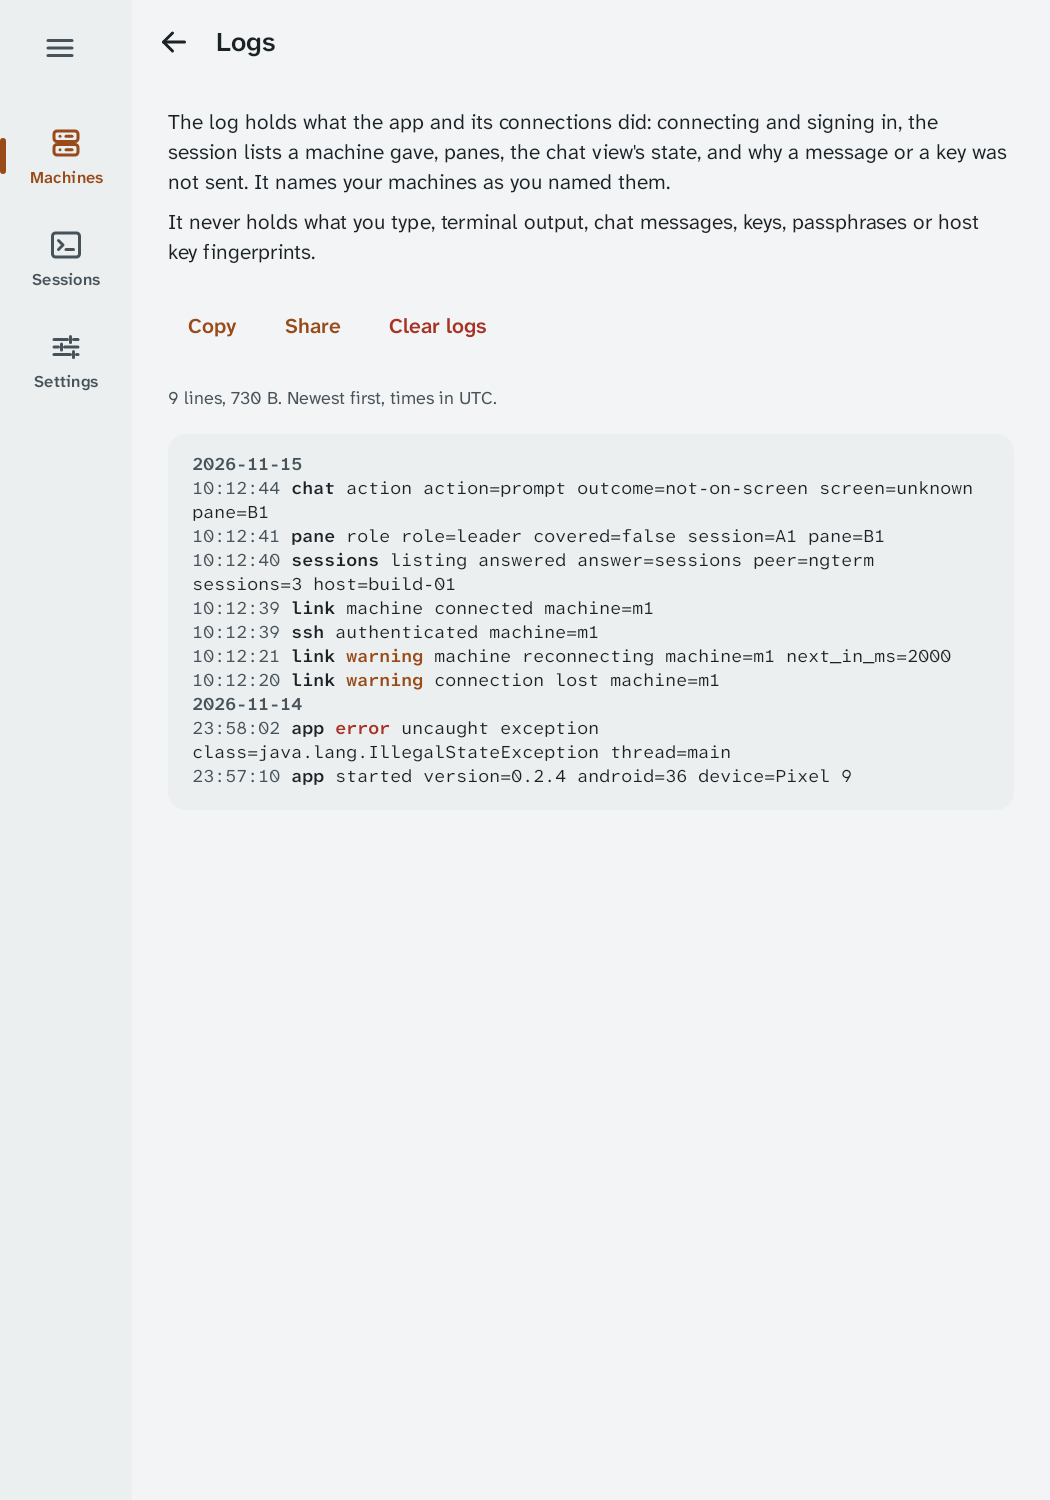 Logs
Machines
Sessions
Settings
The log holds what the app and its connections did: connecting and signing in, the
session lists a machine gave, panes, the chat view's state, and why a message or a key was
not sent. It names your machines as you named them.
It never holds what you type, terminal output, chat messages, keys, passphrases or host
key fingerprints.
Copy Share Clear logs
9 lines, 730 B. Newest first, times in UTC.
2026-11-15
10:12:44 chat action action=prompt outcome=not-on-screen screen=unknown
pane=B1
10:12:41 pane role role=leader covered=false session=A1 pane=B1
10:12:40 sessions listing answered answer=sessions peer=ngterm
sessions=3 host=build-01
10:12:39 link machine connected machine=m1
10:12:39 ssh authenticated machine=m1
10:12:21 link warning machine reconnecting machine=m1 next_in_ms=2000
10:12:20 link warning connection lost machine=m1
2026-11-14
23:58:02 app error uncaught exception
class=java.lang.IllegalStateException thread=main
23:57:10 app started version=0.2.4 android=36 device=Pixel 9